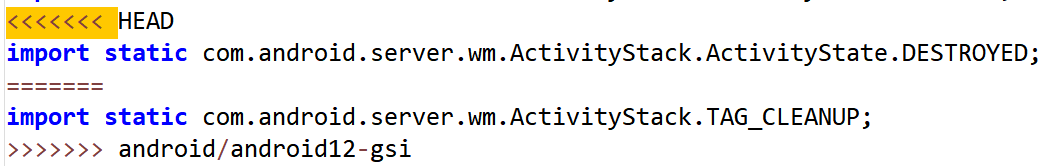 <<<<<<< HEAD
import static com.android.server.wm.ActivityStack.ActivityState.DESTROYED;
=======
import static com.android.server.wm.ActivityStack.TAG_CLEANUP;
>>>>>>> android/android12-gsi